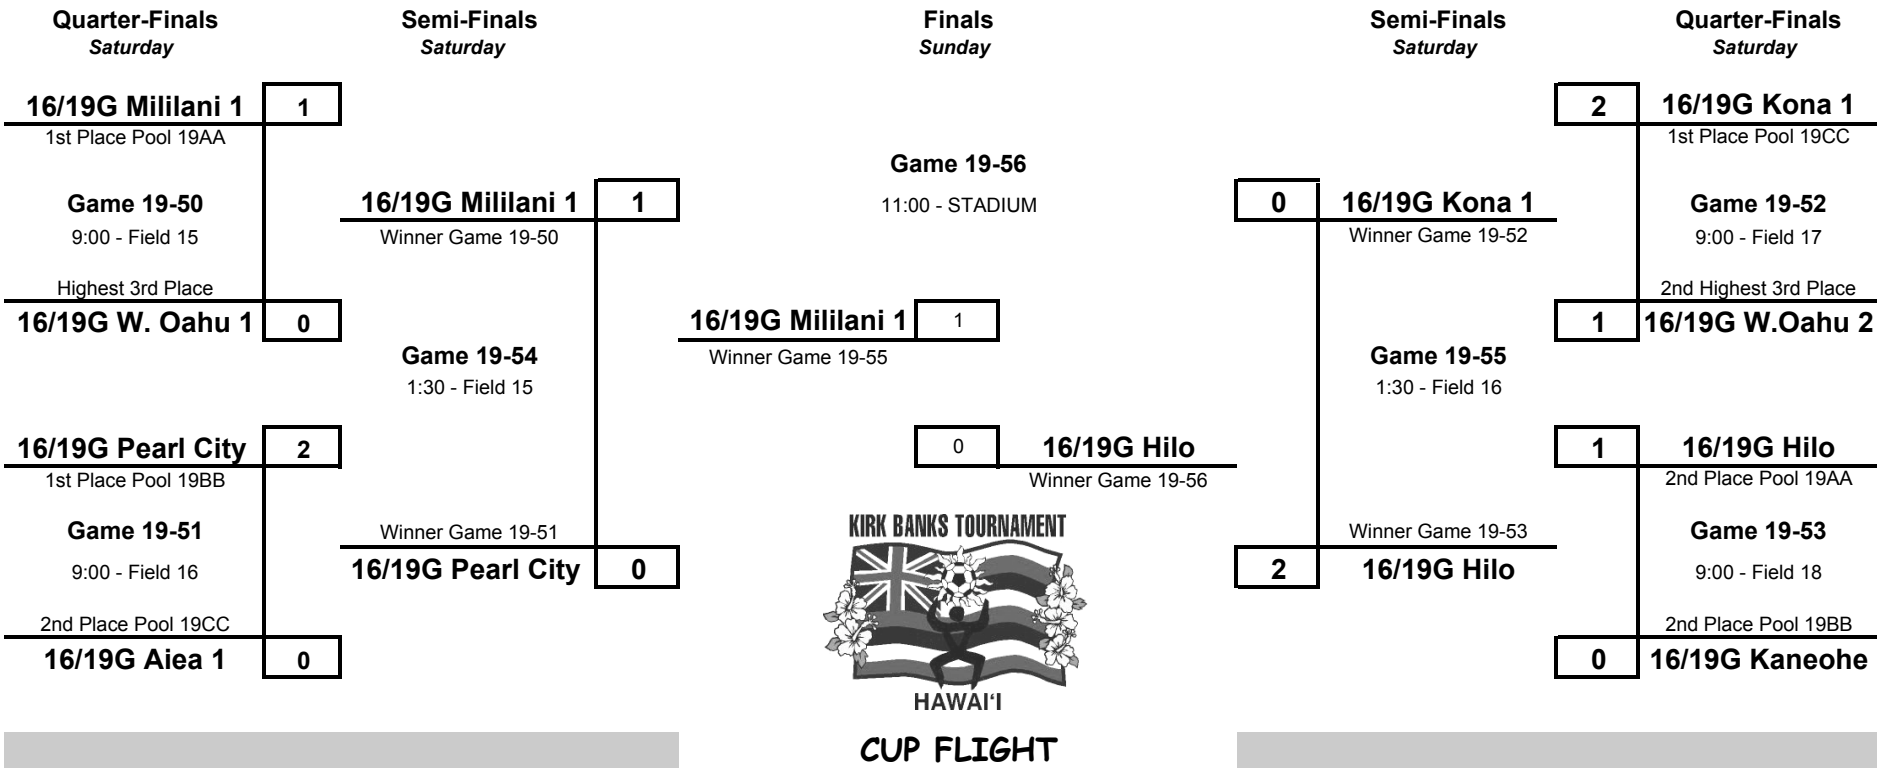 Quarter-Finals
Saturday
Semi-Finals
Saturday
Finals
Sunday
Semi-Finals
Saturday
Quarter-Finals
Saturday
16/19G Mililani 1 1
1st Place Pool 19AA
Game 19-50
9:00 - Field 15
Highest 3rd Place
16/19G W. Oahu 1 0
16/19G Pearl City 2
1st Place Pool 19BB
Game 19-51
9:00 - Field 16
2nd Place Pool 19CC
16/19G Aiea 1 0
16/19G Mililani 1 1
Winner Game 19-50
Game 19-54
1:30 - Field 15
Winner Game 19-51
16/19G Pearl City 0
Game 19-56
11:00 - STADIUM
16/19G Mililani 1 1
Winner Game 19-55
0 16/19G Hilo
Winner Game 19-56
KIRK BANKS TOURNAMENT
HAWAIʻI
CUP FLIGHT
0 16/19G Kona 1
Winner Game 19-52
Game 19-55
1:30 - Field 16
Winner Game 19-53
2 16/19G Hilo
2 16/19G Kona 1
1st Place Pool 19CC
Game 19-52
9:00 - Field 17
2nd Highest 3rd Place
1 16/19G W.Oahu 2
1 16/19G Hilo
2nd Place Pool 19AA
Game 19-53
9:00 - Field 18
2nd Place Pool 19BB
0 16/19G Kaneohe